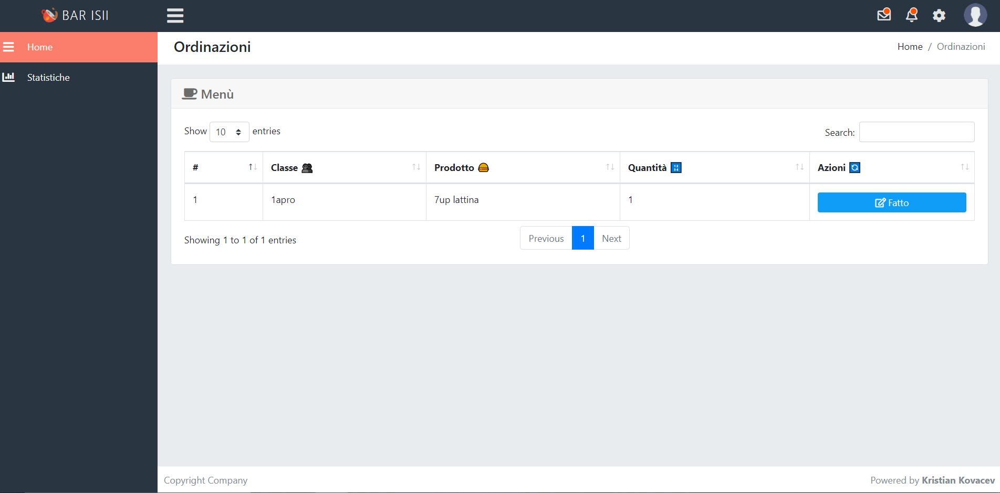 BAR ISII
Home
Statistiche
Ordinazioni
Home / Ordinazioni
Menù
Show 10 entries
Search:
# Classe Prodotto Quantità Azioni
1 1apro 7up lattina 1 Fatto
Showing 1 to 1 of 1 entries
Previous 1 Next
Copyright Company
Powered by Kristian Kovacev